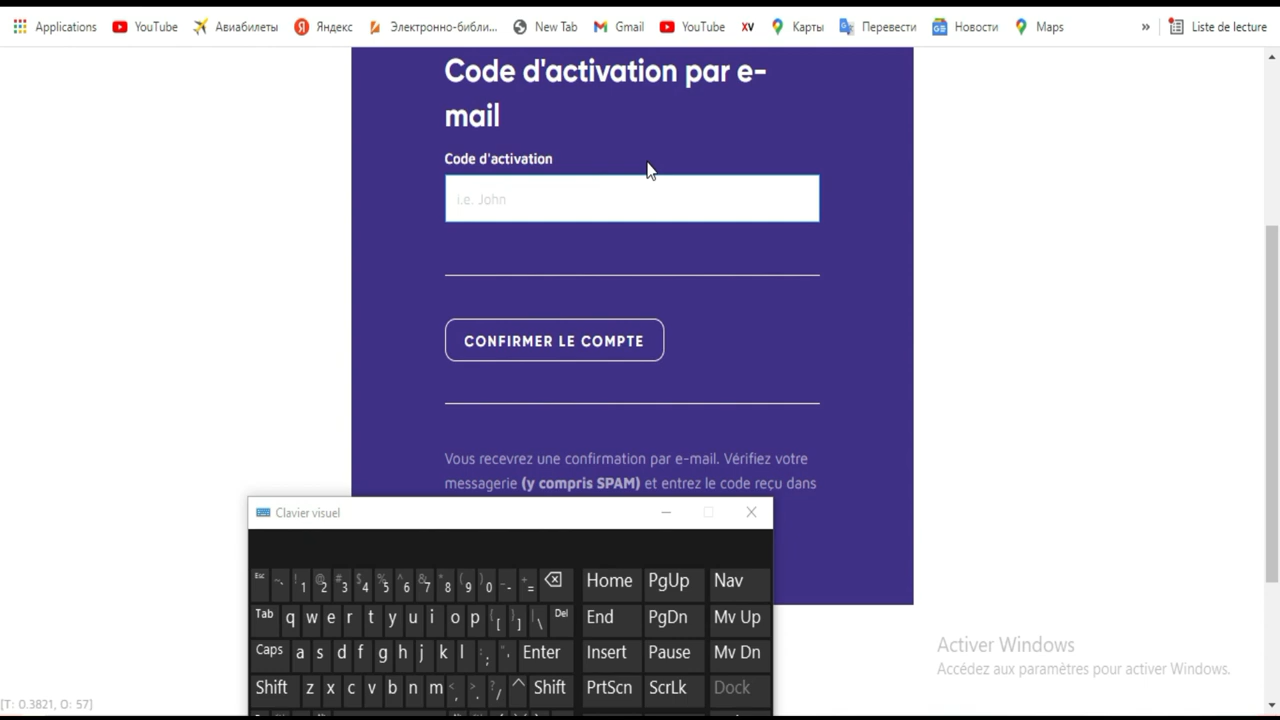 Applications YouTube Авиабилеты Яндекс Электронно-библи... New Tab Gmail YouTube XV Карты Перевести Новости Maps » Liste de lecture
Code d'activation par e-
mail
Code d'activation
i.e. John
CONFIRMER LE COMPTE
Vous recevrez une confirmation par e-mail. Vérifiez votre
messagerie (y compris SPAM) et entrez le code reçu dans
Clavier visuel
Esc ~ ` ! 1 @ 2 # 3 $ 4 % 5 ^ 6 & 7 * 8 ( 9 ) 0 _ - + = Home PgUp Nav
Tab q w e r t y u i o p { [ } ] | \ Del End PgDn Mv Up
Caps a s d f g h j k l : ; " ' Enter Insert Pause Mv Dn
Shift z x c v b n m < , > . ? / ^ Shift PrtScn ScrLk Dock
Activer Windows
Accédez aux paramètres pour activer Windows.
[T: 0.3821, O: 57]